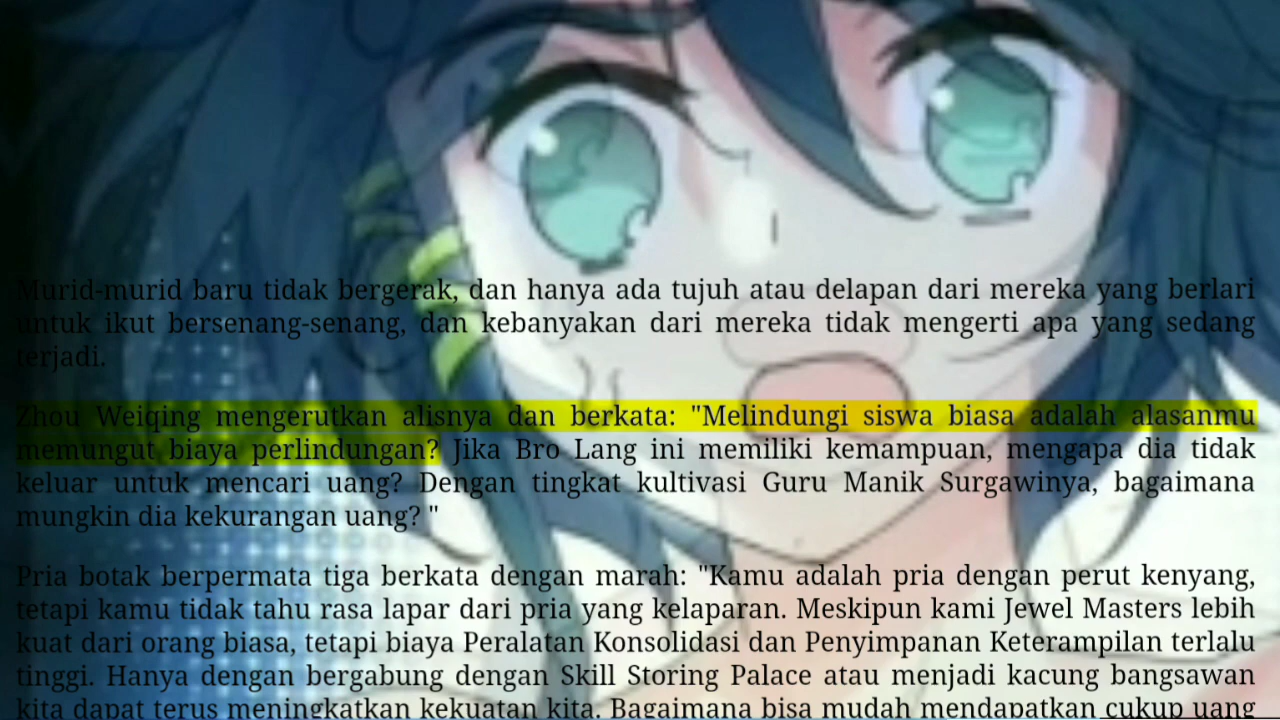 Murid-murid baru tidak bergerak, dan hanya ada tujuh atau delapan dari mereka yang berlari
untuk ikut bersenang-senang, dan kebanyakan dari mereka tidak mengerti apa yang sedang
terjadi.
Zhou Weiqing mengerutkan alisnya dan berkata: "Melindungi siswa biasa adalah alasanmu
memungut biaya perlindungan? Jika Bro Lang ini memiliki kemampuan, mengapa dia tidak
keluar untuk mencari uang? Dengan tingkat kultivasi Guru Manik Surgawinya, bagaimana
mungkin dia kekurangan uang? "
Pria botak berpermata tiga berkata dengan marah: "Kamu adalah pria dengan perut kenyang,
tetapi kamu tidak tahu rasa lapar dari pria yang kelaparan. Meskipun kami Jewel Masters lebih
kuat dari orang biasa, tetapi biaya Peralatan Konsolidasi dan Penyimpanan Keterampilan terlalu
tinggi. Hanya dengan bergabung dengan Skill Storing Palace atau menjadi kacung bangsawan
kita dapat terus meningkatkan kekuatan kita. Bagaimana bisa mudah mendapatkan cukup uang